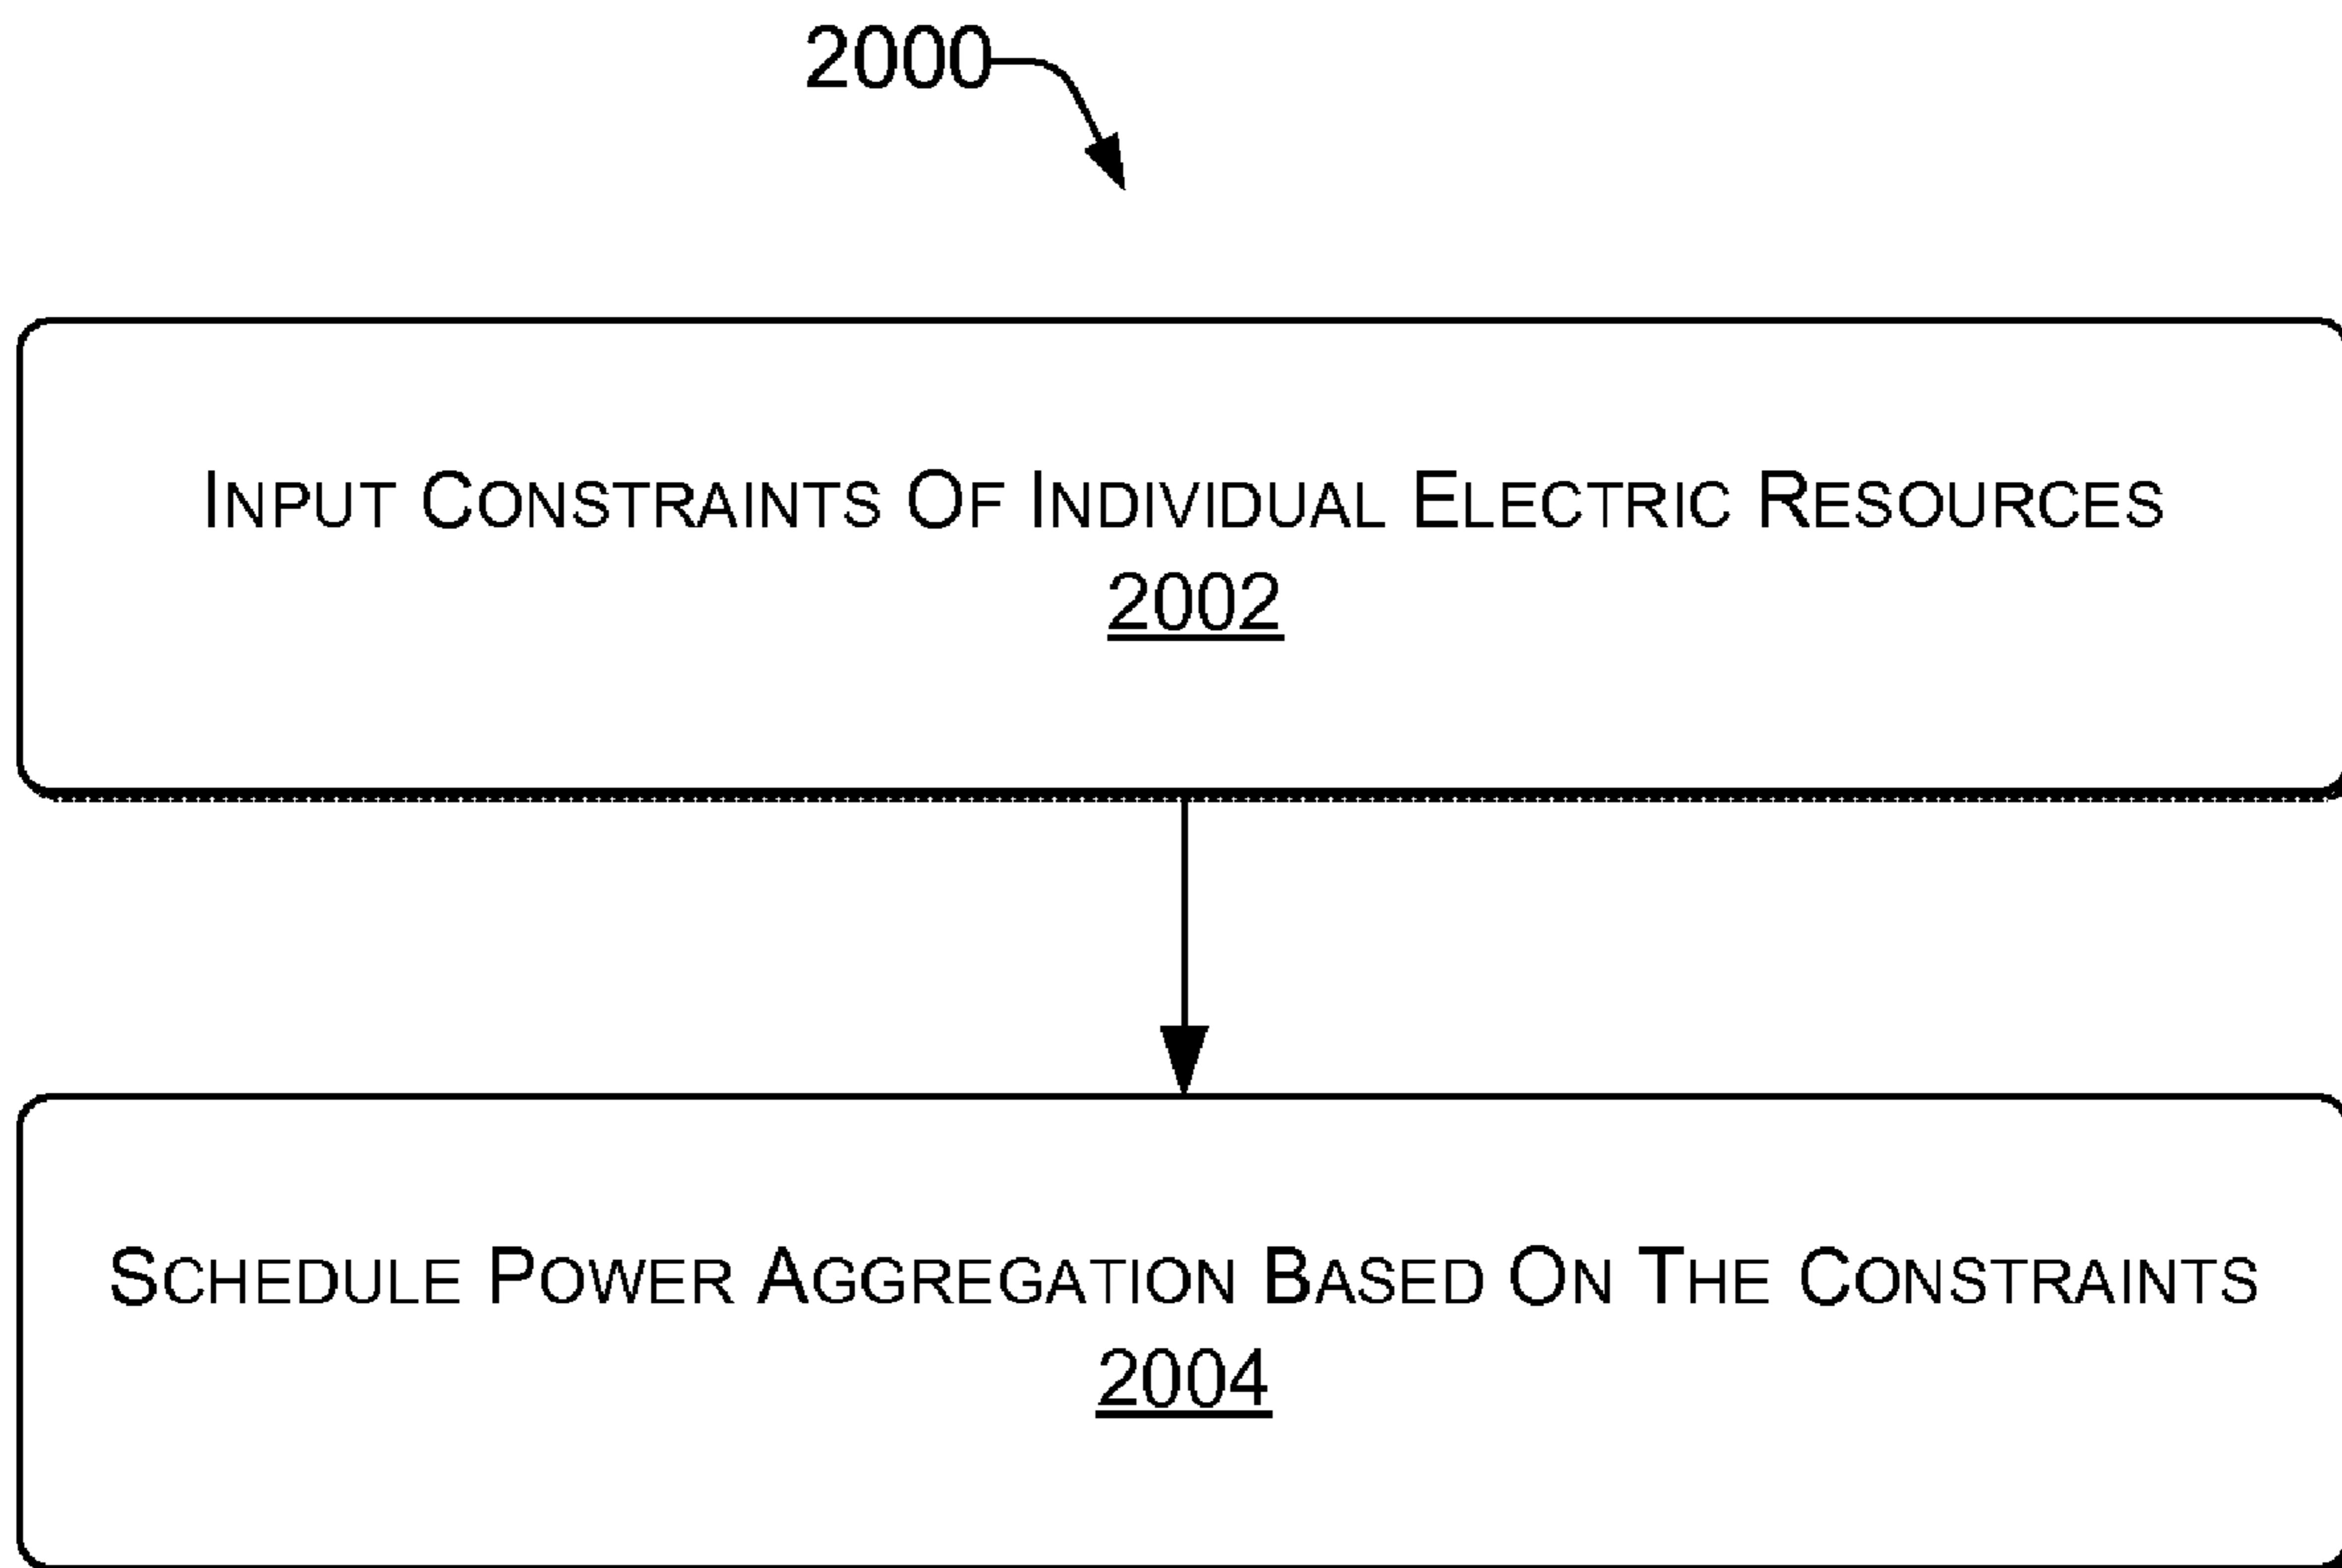 2000
INPUT CONSTRAINTS OF INDIVIDUAL ELECTRIC RESOURCES
2002
SCHEDULE POWER AGGREGATION BASED ON THE CONSTRAINTS
2004